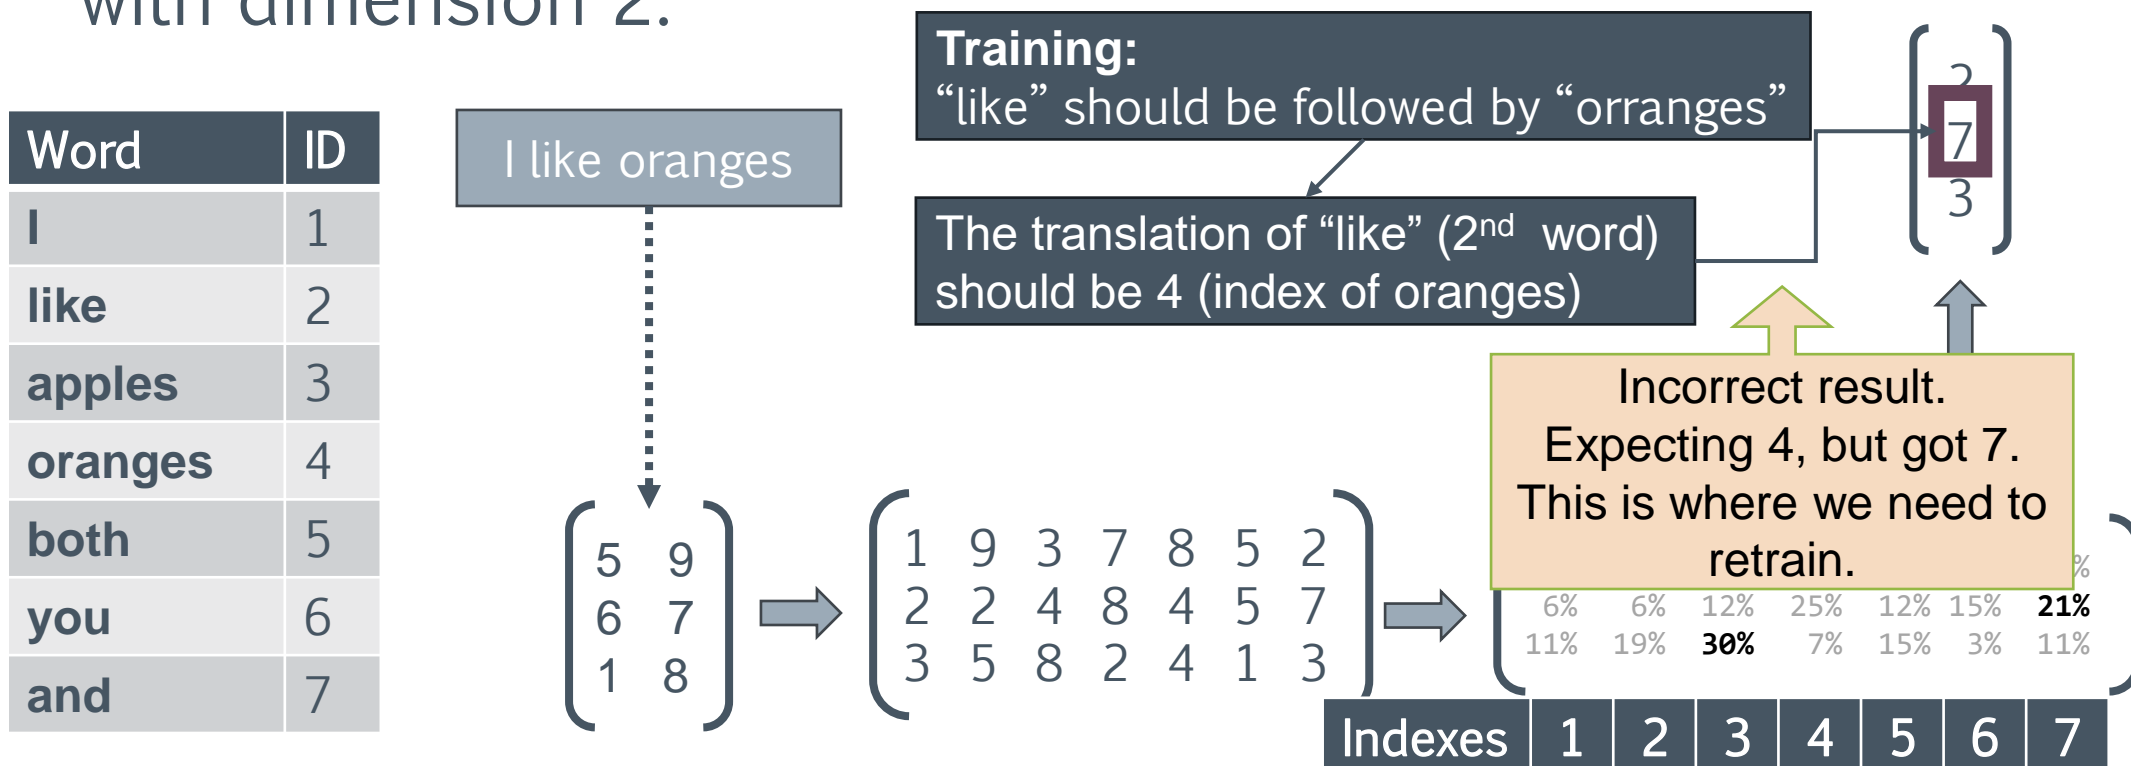 with dimension 2.
Training:
“like” should be followed by “orranges”
2
7
3
Word ID
I 1
like 2
apples 3
oranges 4
both 5
you 6
and 7
I like oranges
The translation of “like” (2nd word)
should be 4 (index of oranges)
Incorrect result.
Expecting 4, but got 7.
This is where we need to
retrain.
5 9
6 7
1 8
1 9 3 7 8 5 2
2 2 4 8 4 5 7
3 5 8 2 4 1 3
%
6% 6% 12% 25% 12% 15% 21%
11% 19% 30% 7% 15% 3% 11%
Indexes 1 2 3 4 5 6 7